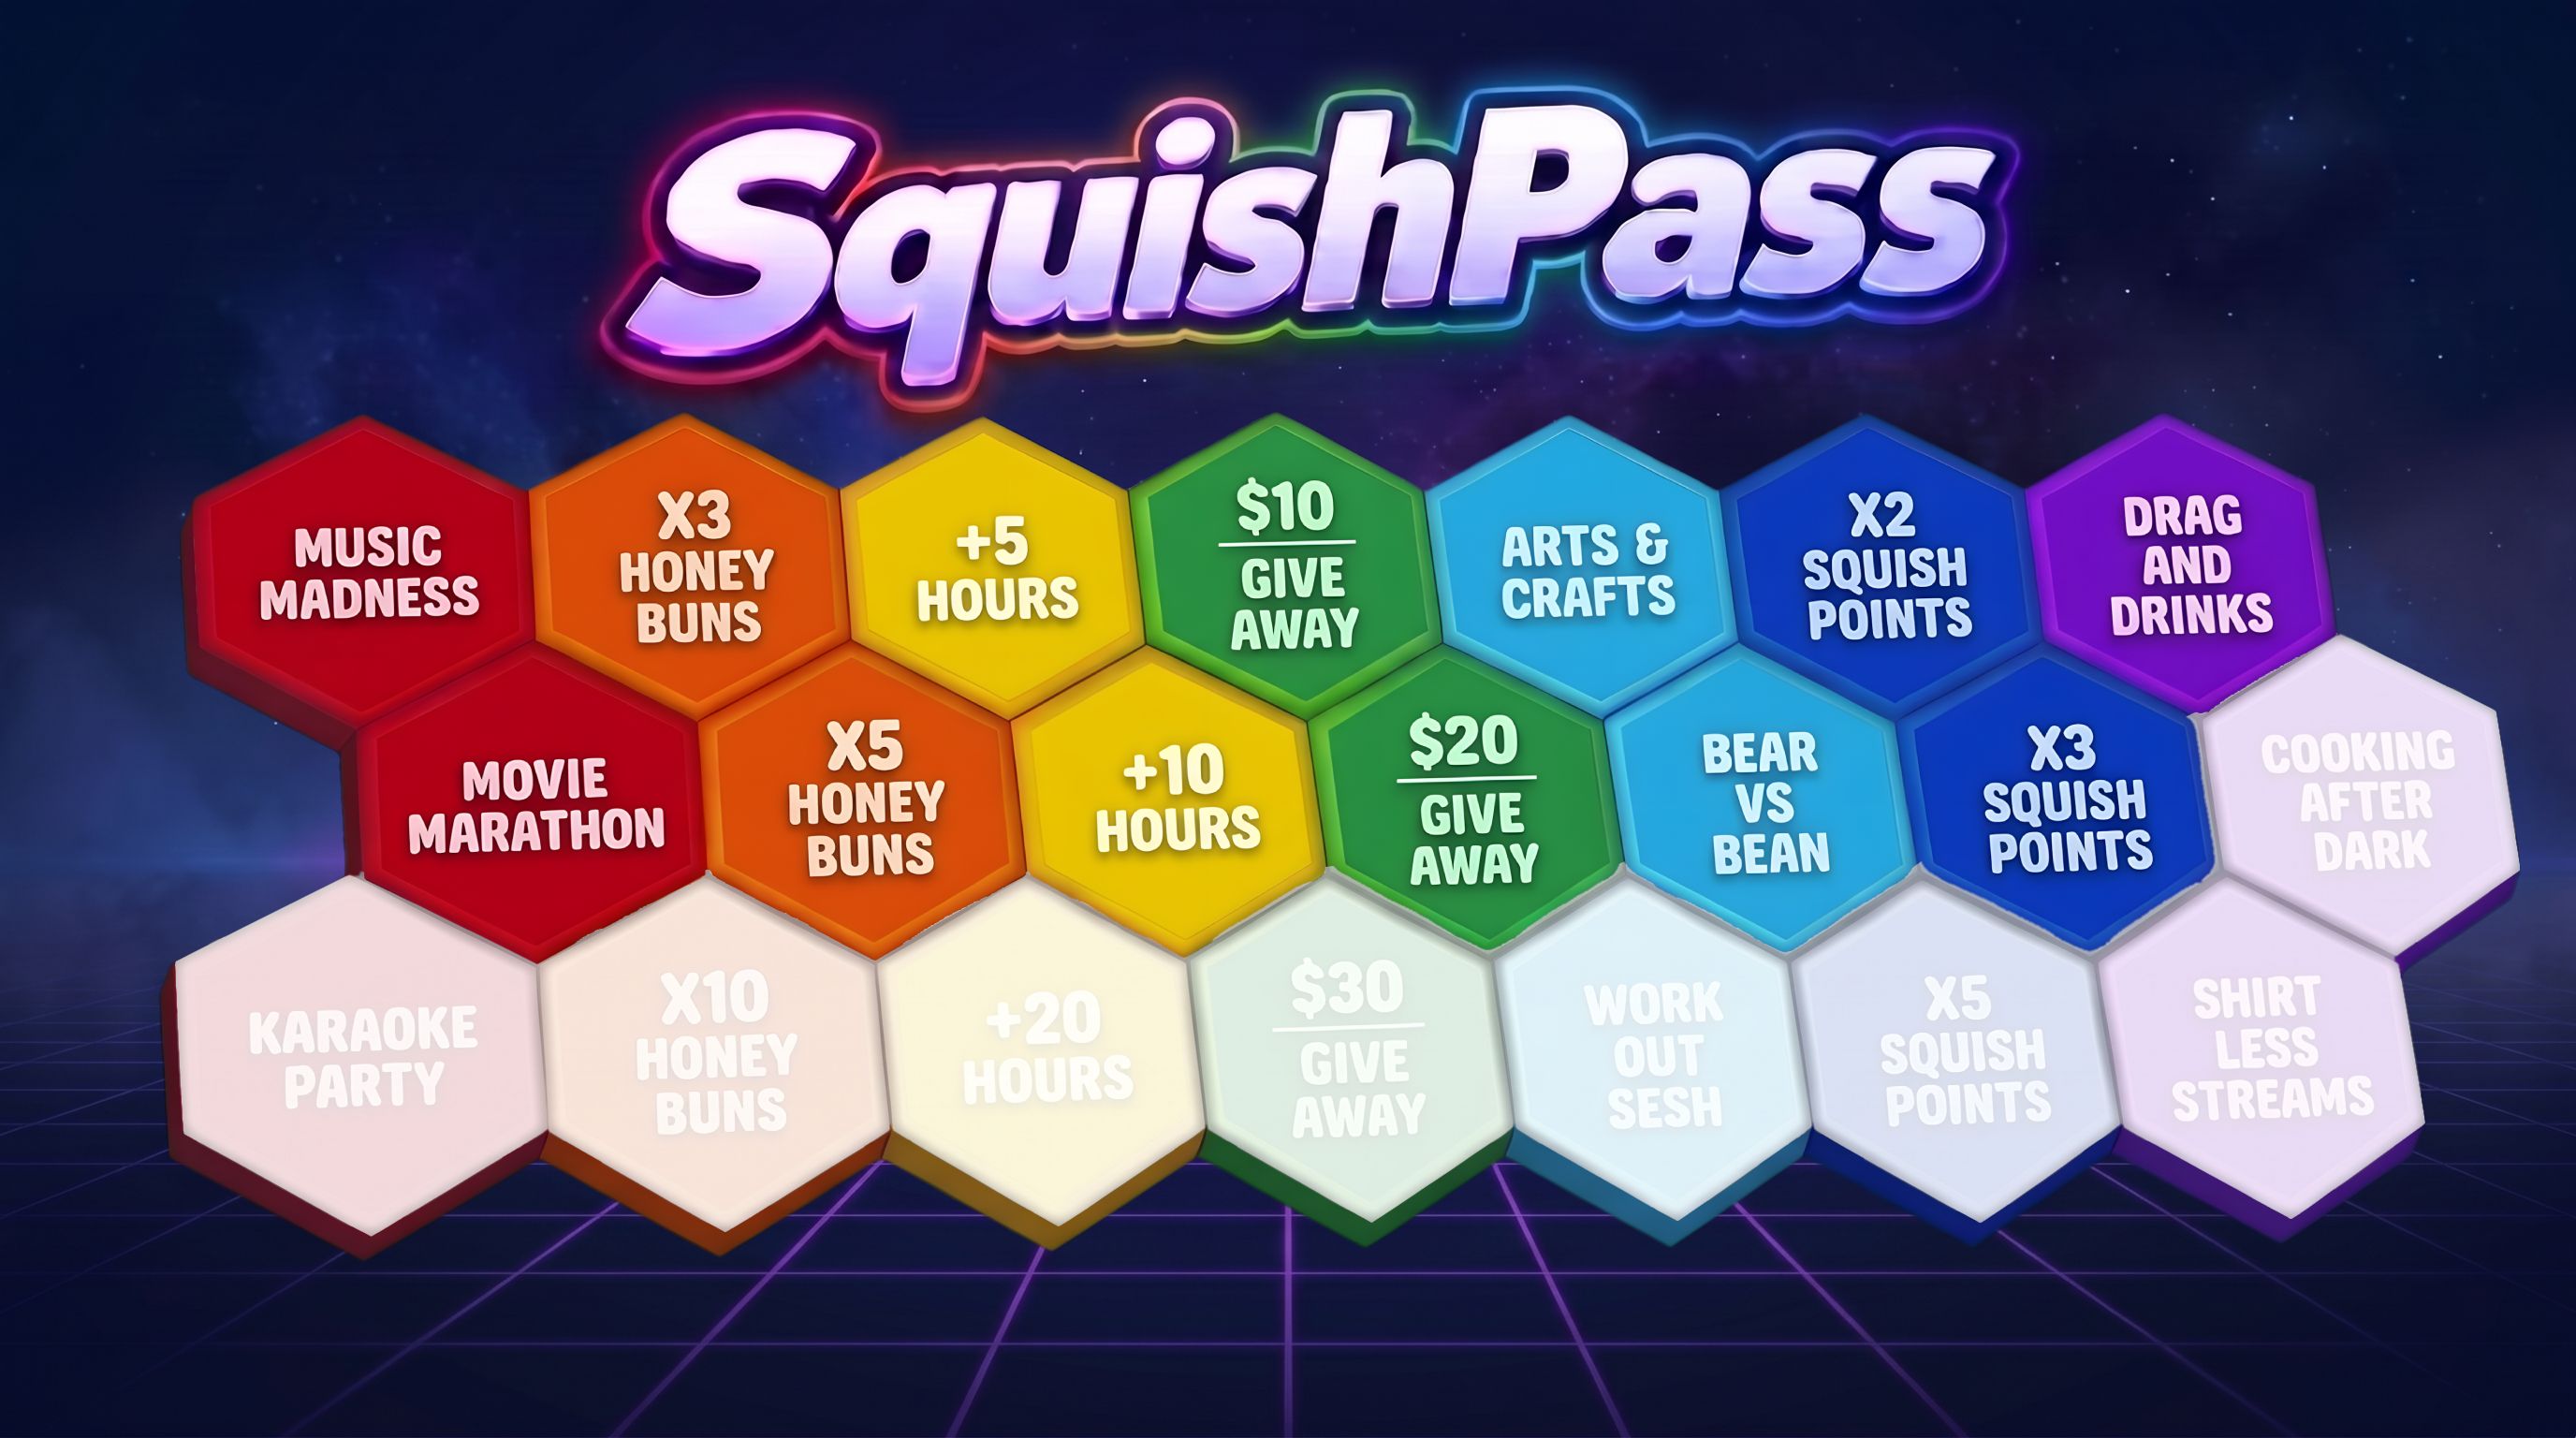 SquishPass
MUSIC
MADNESS
X3
HONEY
BUNS
+5
HOURS
$10
GIVE
AWAY
ARTS &
CRAFTS
X2
SQUISH
POINTS
DRAG
AND
DRINKS
MOVIE
MARATHON
X5
HONEY
BUNS
+10
HOURS
$20
GIVE
AWAY
BEAR
VS
BEAN
X3
SQUISH
POINTS
COOKING
AFTER
DARK
KARAOKE
PARTY
X10
HONEY
BUNS
+20
HOURS
$30
GIVE
AWAY
WORK
OUT
SESH
X5
SQUISH
POINTS
SHIRT
LESS
STREAMS